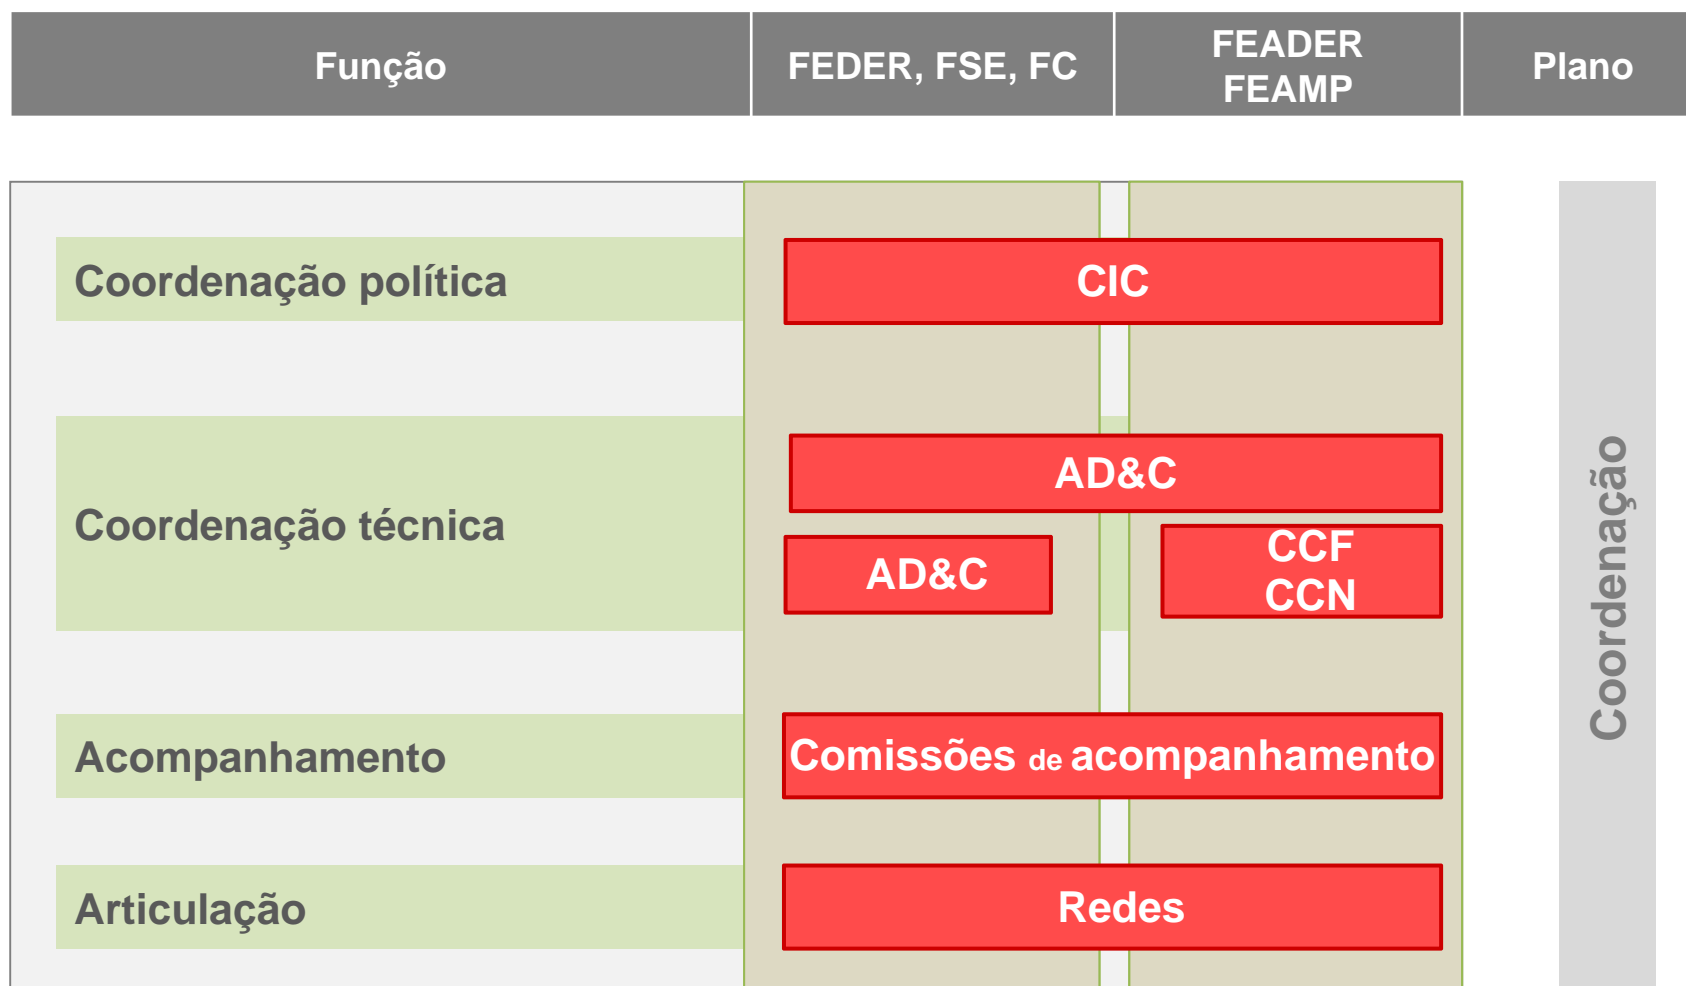 Função
FEDER, FSE, FC
FEADER
FEAMP
Plano
Coordenação política
CIC
Coordenação técnica
AD&C
AD&C
CCF
CCN
Acompanhamento
Comissões de acompanhamento
Articulação
Redes
Coordenação